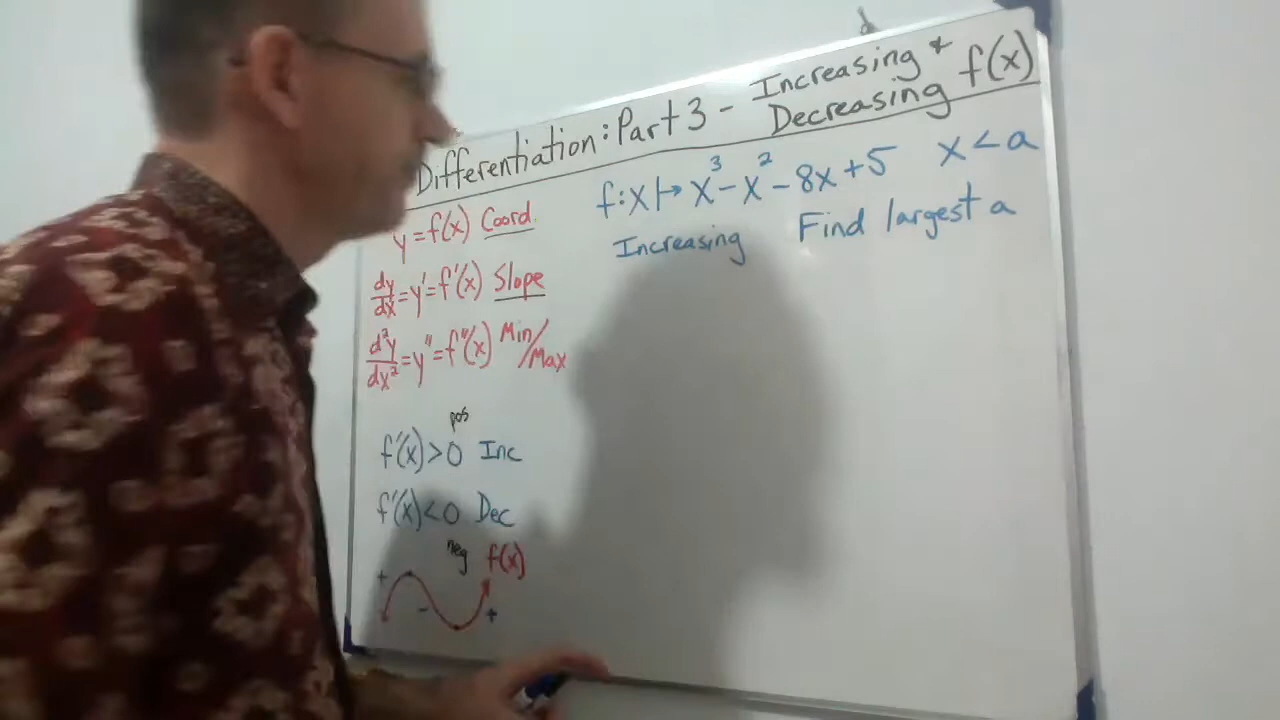 Differentiation: Part 3 - Increasing +
Decreasing f(x)
y = f(x) Coord.
dy/dx = y' = f'(x) Slope
d²y/dx² = y" = f"(x) Min/Max
pos
f'(x) > 0 Inc
f'(x) < 0 Dec
neg f(x)
+ - +
f: x ↦ x³ - x² - 8x + 5 x < a
Increasing Find largest a